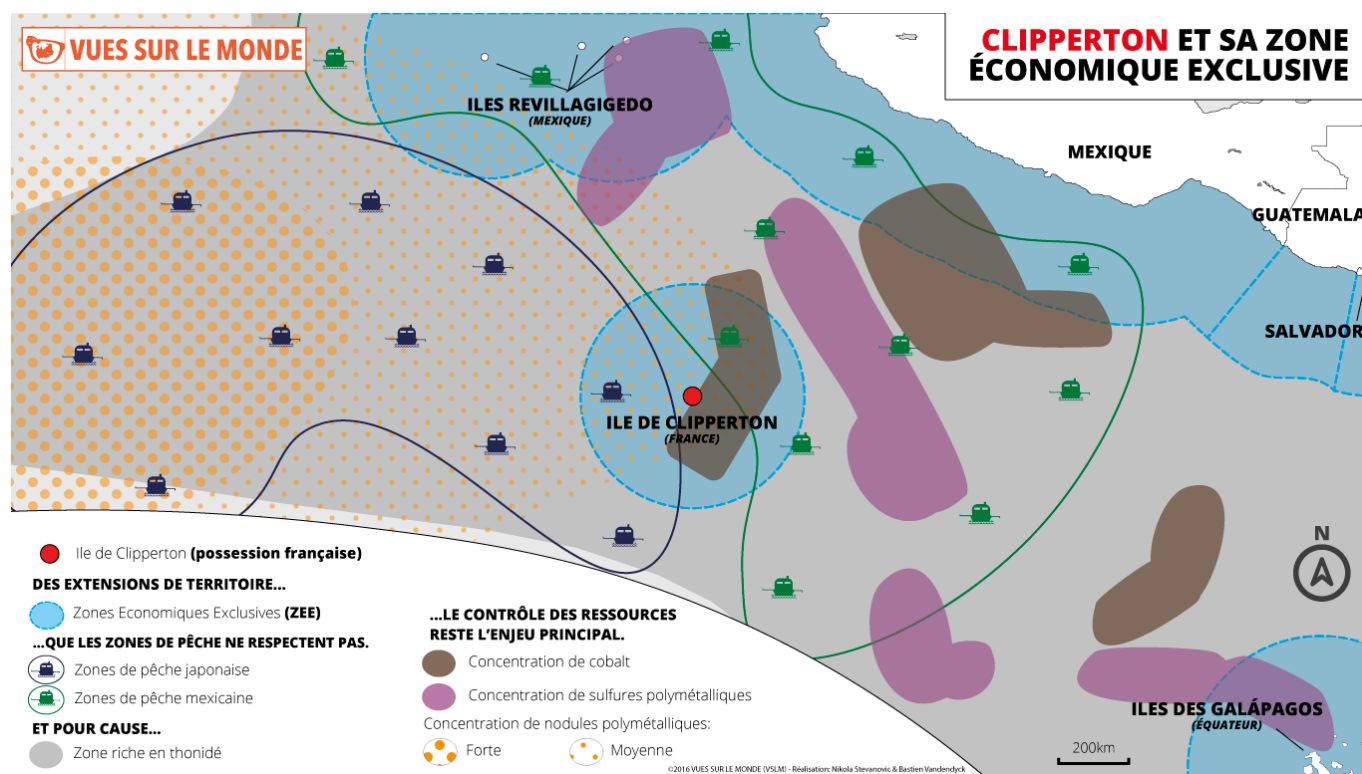 VUES SUR LE MONDE
CLIPPERTON ET SA ZONE
ÉCONOMIQUE EXCLUSIVE
ILES REVILLAGIGEDO
(MEXIQUE)
MEXIQUE
GUATEMALA
SALVADOR
ILE DE CLIPPERTON
(FRANCE)
N
ILES DES GALÁPAGOS
(ÉQUATEUR)
200km
Ile de Clipperton (possession française)
DES EXTENSIONS DE TERRITOIRE...
Zones Economiques Exclusives (ZEE)
...QUE LES ZONES DE PÊCHE NE RESPECTENT PAS.
Zones de pêche japonaise
Zones de pêche mexicaine
ET POUR CAUSE...
Zone riche en thonidé
...LE CONTRÔLE DES RESSOURCES
RESTE L'ENJEU PRINCIPAL.
Concentration de cobalt
Concentration de sulfures polymétalliques
Concentration de nodules polymétalliques:
Forte
Moyenne
©2016 VUES SUR LE MONDE (VSLM) - Réalisation: Nikola Stevanovic & Bastien Vandendyck